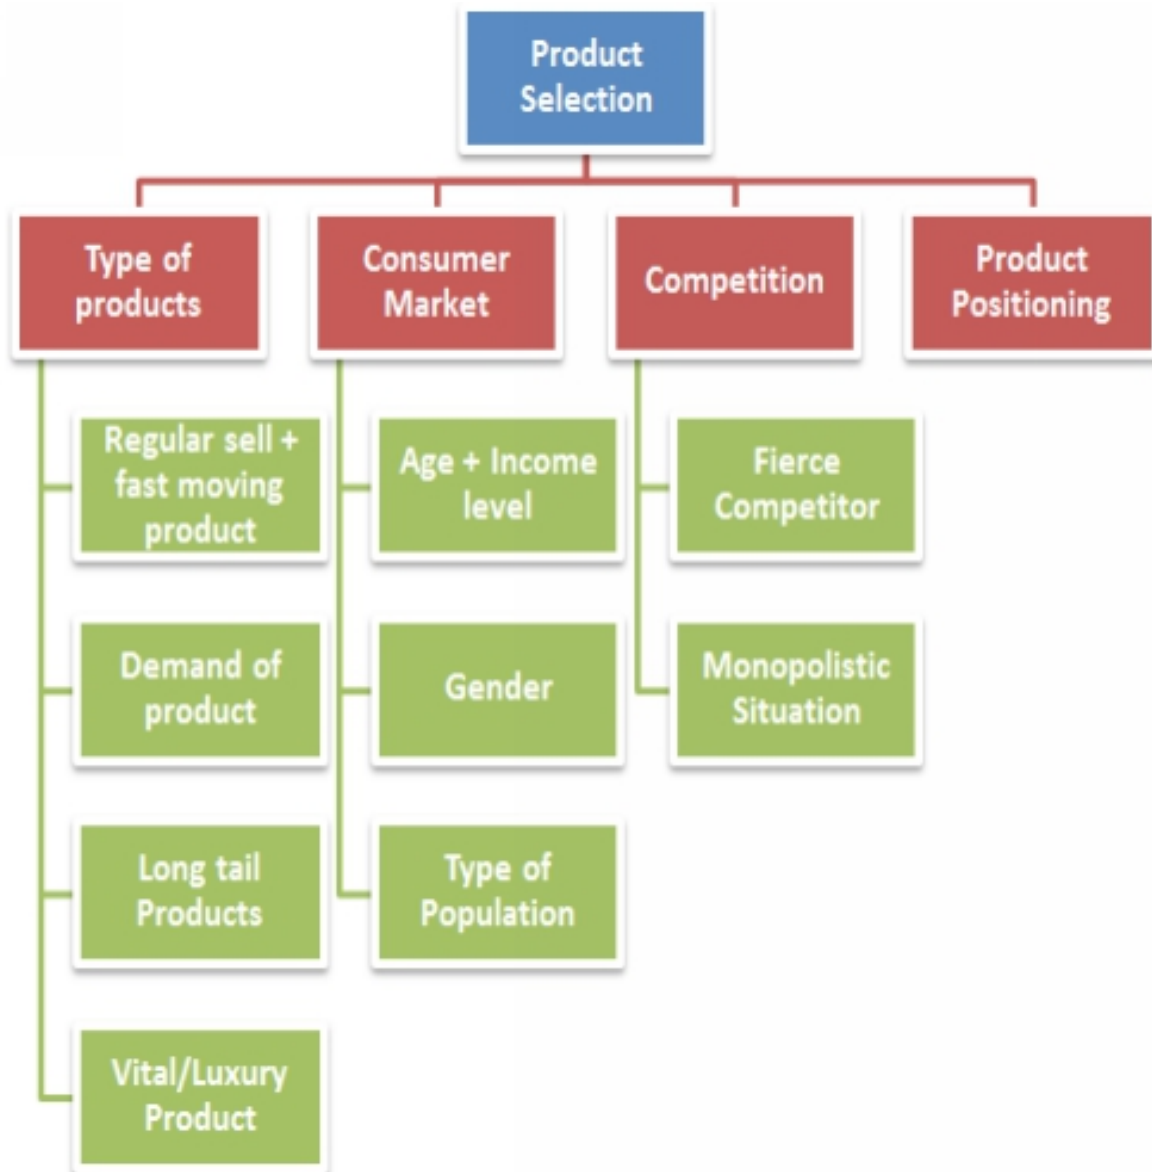 Product
Selection
Type of
products
Consumer
Market
Competition
Product
Positioning
Regular sell +
fast moving
product
Age + Income
level
Fierce
Competitor
Demand of
product
Gender
Monopolistic
Situation
Long tail
Products
Type of
Population
Vital/Luxury
Product